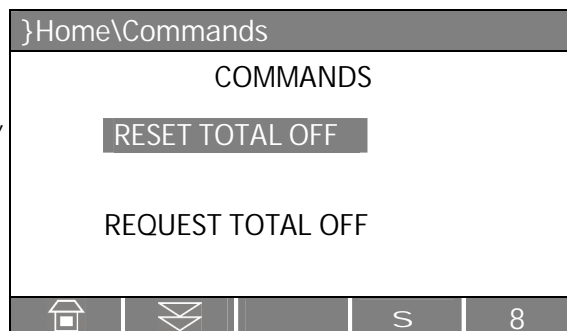 }Home\Commands
COMMANDS
RESET TOTAL OFF
REQUEST TOTAL OFF
S 8